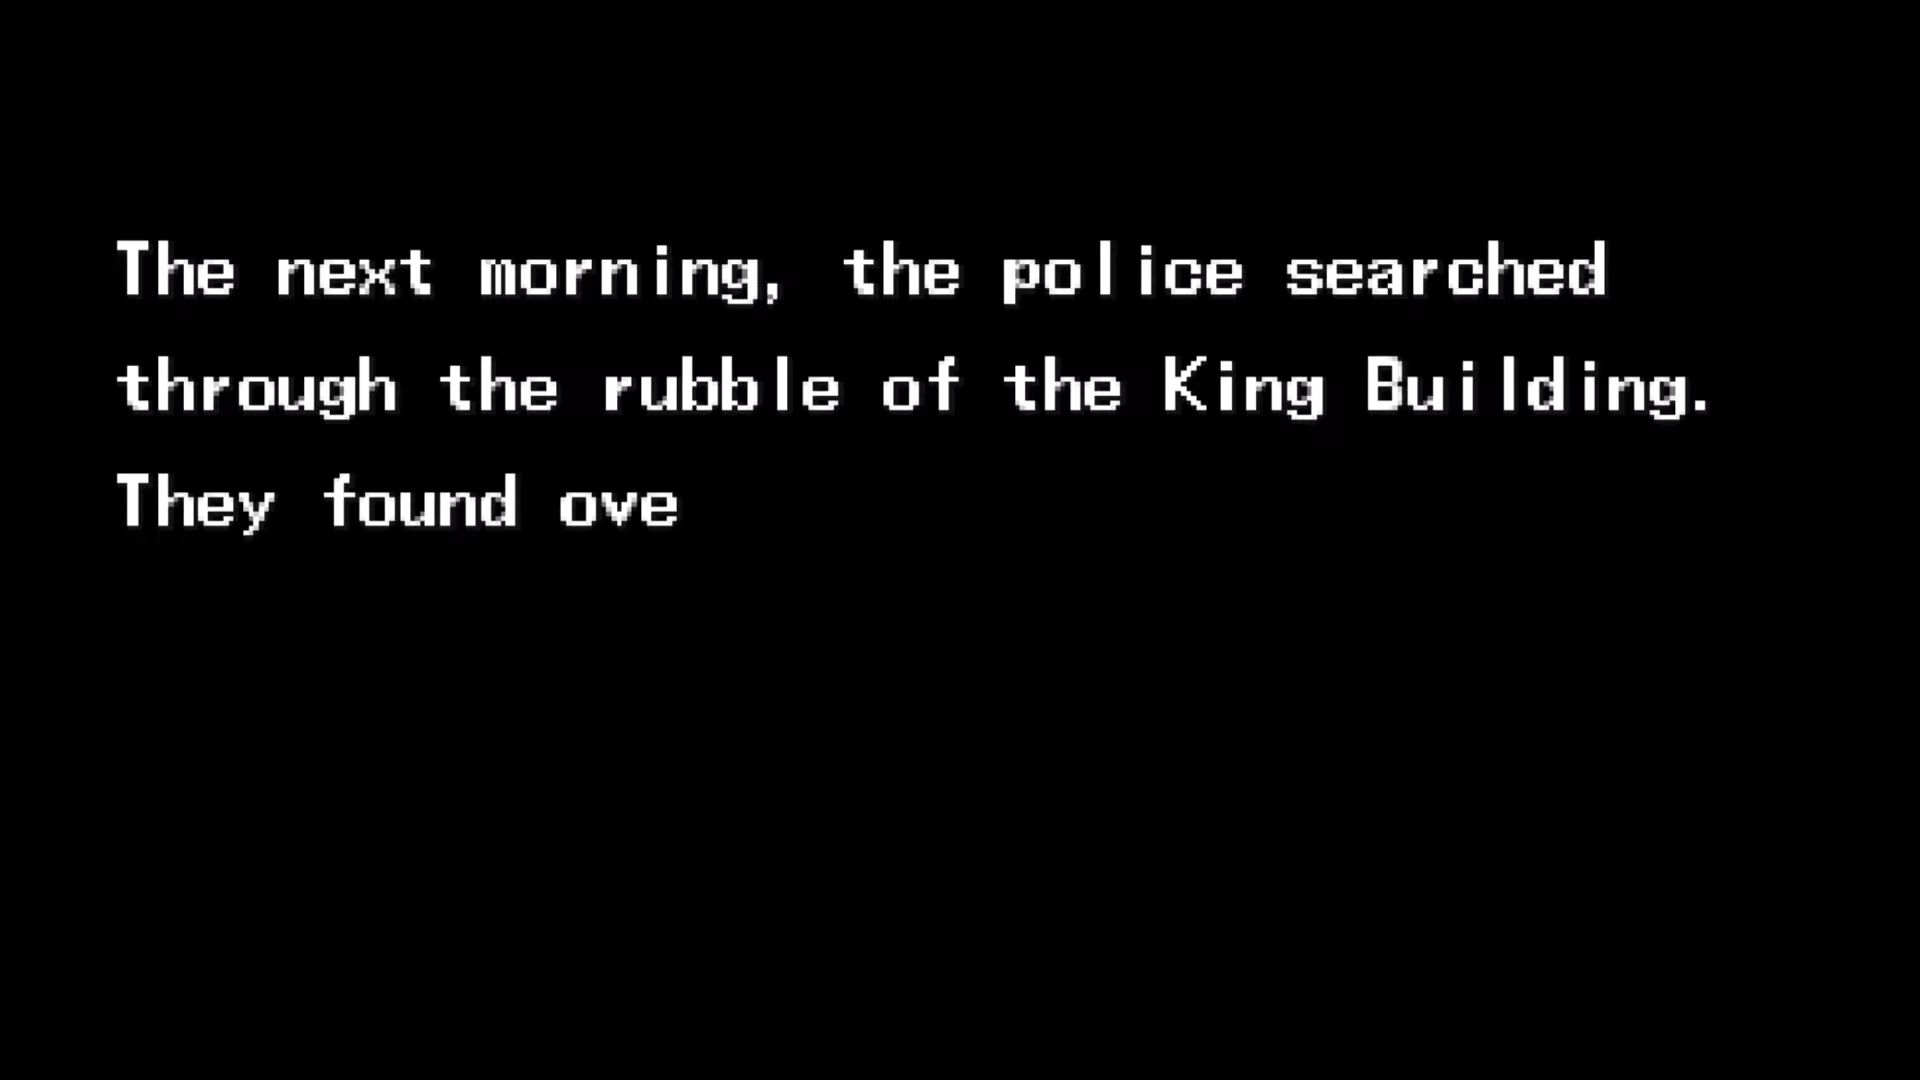 The next morning, the police searched
through the rubble of the King Building.
They found ove